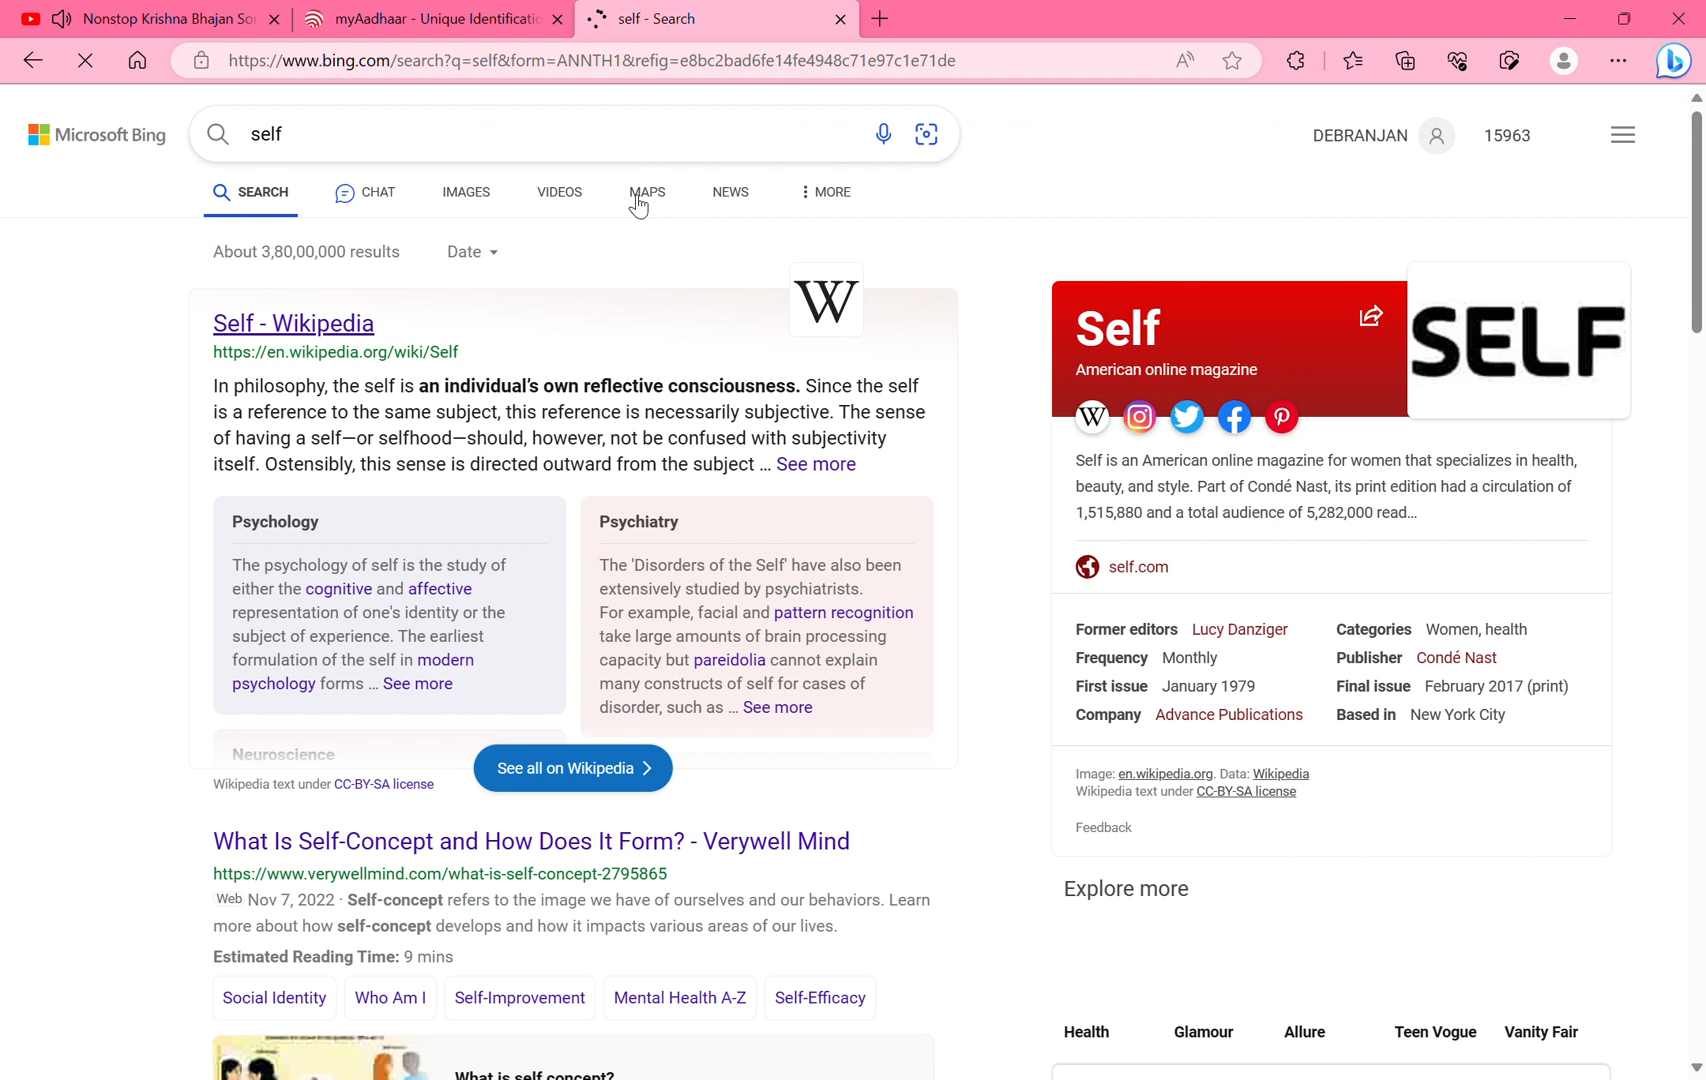 Nonstop Krishna Bhajan Sor
myAadhaar - Unique Identificatio
self - Search
https://www.bing.com/search?q=self&form=ANNTH1&refig=e8bc2bad6fe14fe4948c71e97c1e71de
Microsoft Bing
self
DEBRANJAN
15963
SEARCH
CHAT
IMAGES
VIDEOS
MAPS
NEWS
MORE
About 3,80,00,000 results
Date
Self - Wikipedia
https://en.wikipedia.org/wiki/Self
In philosophy, the self is an individual's own reflective consciousness. Since the self
is a reference to the same subject, this reference is necessarily subjective. The sense
of having a self—or selfhood—should, however, not be confused with subjectivity
itself. Ostensibly, this sense is directed outward from the subject ... See more
Psychology
The psychology of self is the study of
either the cognitive and affective
representation of one's identity or the
subject of experience. The earliest
formulation of the self in modern
psychology forms ... See more
Psychiatry
The 'Disorders of the Self' have also been
extensively studied by psychiatrists.
For example, facial and pattern recognition
take large amounts of brain processing
capacity but pareidolia cannot explain
many constructs of self for cases of
disorder, such as ... See more
Neuroscience
See all on Wikipedia
Wikipedia text under CC-BY-SA license
What Is Self-Concept and How Does It Form? - Verywell Mind
https://www.verywellmind.com/what-is-self-concept-2795865
Web Nov 7, 2022 · Self-concept refers to the image we have of ourselves and our behaviors. Learn
more about how self-concept develops and how it impacts various areas of our lives.
Estimated Reading Time: 9 mins
Social Identity
Who Am I
Self-Improvement
Mental Health A-Z
Self-Efficacy
What is self concept?
W
Self
American online magazine
SELF
W
Self is an American online magazine for women that specializes in health,
beauty, and style. Part of Condé Nast, its print edition had a circulation of
1,515,880 and a total audience of 5,282,000 read...
self.com
Former editors Lucy Danziger
Categories Women, health
Frequency Monthly
Publisher Condé Nast
First issue January 1979
Final issue February 2017 (print)
Company Advance Publications
Based in New York City
Image: en.wikipedia.org. Data: Wikipedia
Wikipedia text under CC-BY-SA license
Feedback
Explore more
Health
Glamour
Allure
Teen Vogue
Vanity Fair